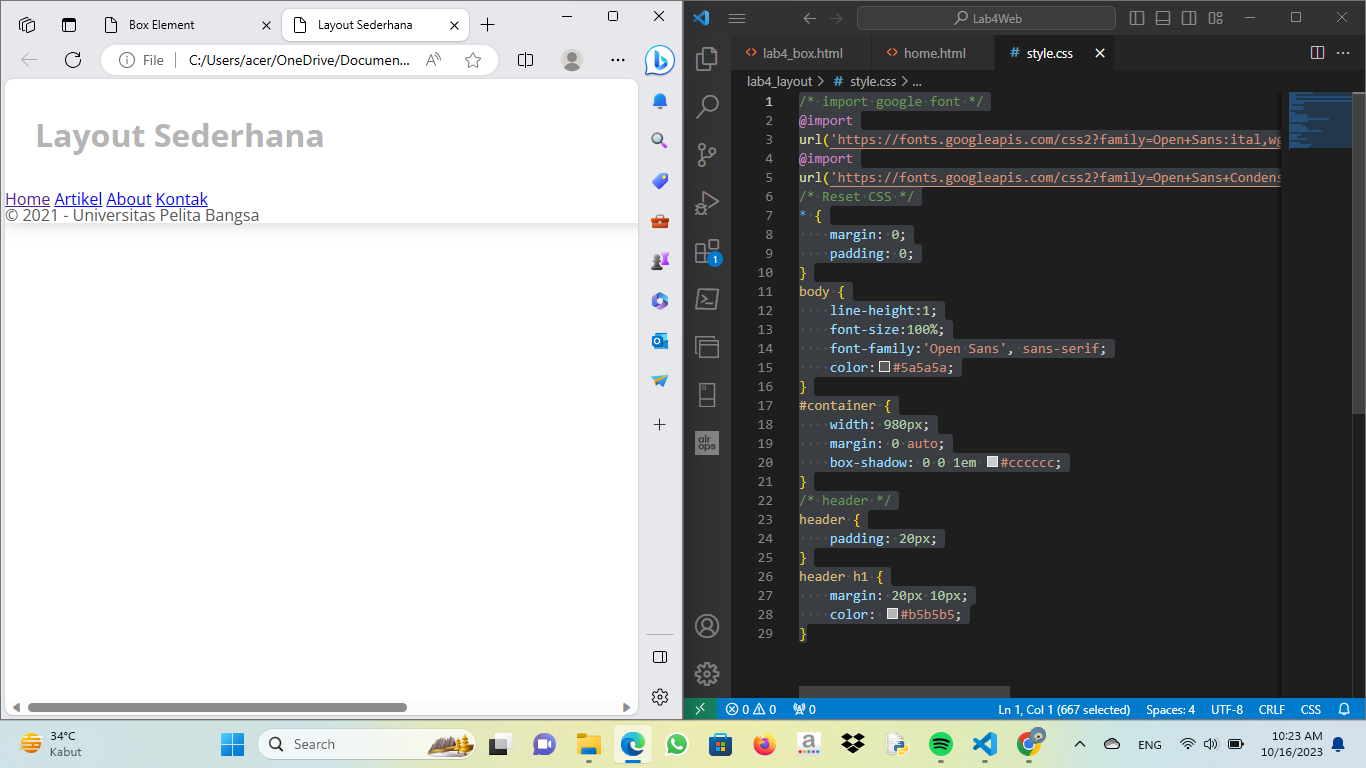 Box Element
Layout Sederhana
File
C:/Users/acer/OneDrive/Documen...
Layout Sederhana
Home Artikel About Kontak
© 2021 - Universitas Pelita Bangsa
Lab4Web
lab4_box.html
home.html
# style.css
lab4_layout > # style.css > ...
1 /* import google font */
2 @import
3 url('https://fonts.googleapis.com/css2?family=Open+Sans:ital,wg
4 @import
5 url('https://fonts.googleapis.com/css2?family=Open+Sans+Condens
6 /* Reset CSS */
7 * {
8 margin: 0;
9 padding: 0;
10 }
11 body {
12 line-height:1;
13 font-size:100%;
14 font-family:'Open Sans', sans-serif;
15 color:#5a5a5a;
16 }
17 #container {
18 width: 980px;
19 margin: 0 auto;
20 box-shadow: 0 0 1em #cccccc;
21 }
22 /* header */
23 header {
24 padding: 20px;
25 }
26 header h1 {
27 margin: 20px 10px;
28 color: #b5b5b5;
29 }
1
air
ops
0 0 0
Ln 1, Col 1 (667 selected)
Spaces: 4
UTF-8
CRLF
CSS
34°C
Kabut
Search
a
ENG
10:23 AM
10/16/2023